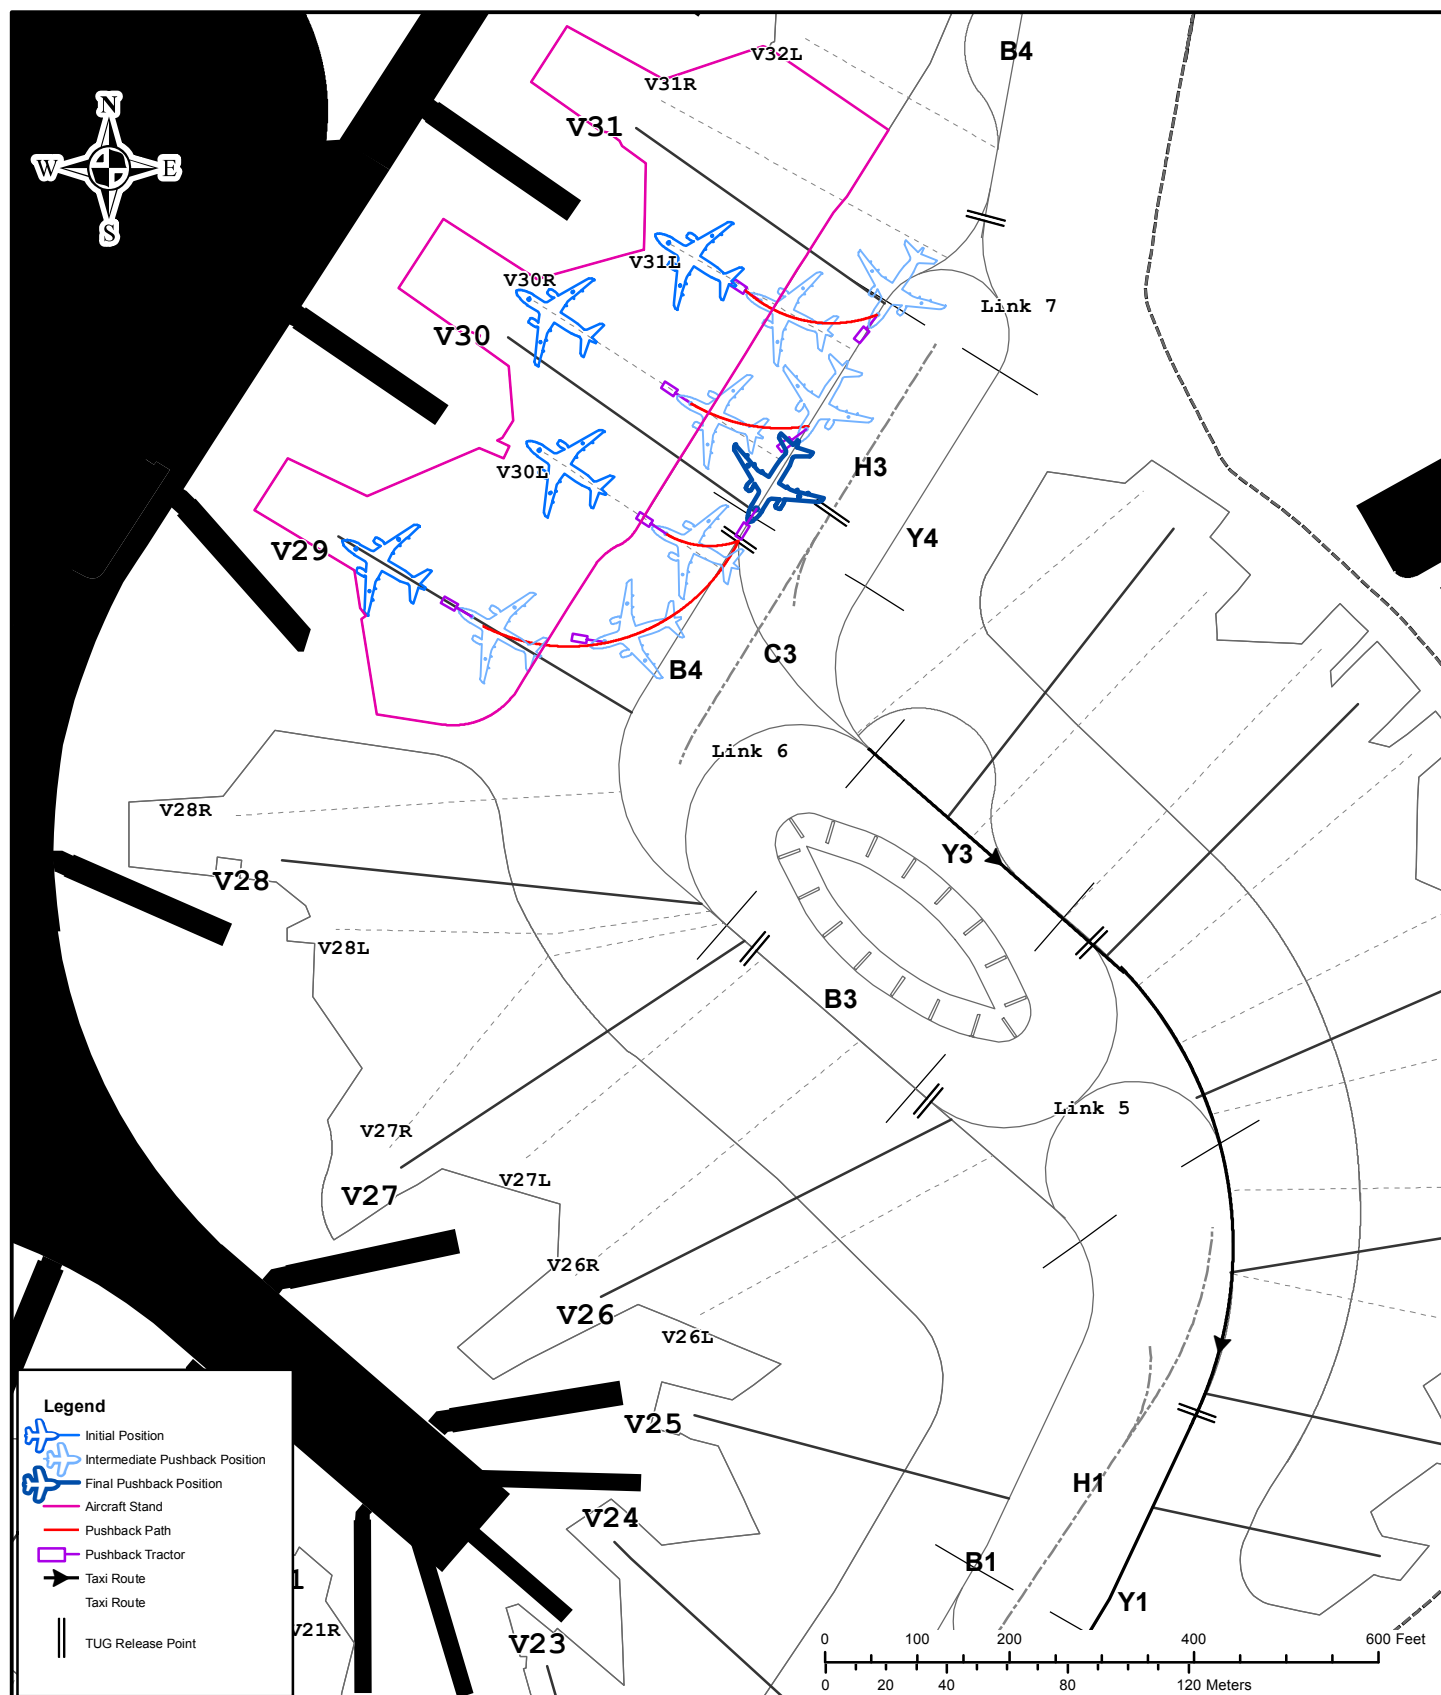 B4
V32L
V31R
N
V31
W
E
S
V31L
V30R
Link 7
V30
H3
V30L
Y4
V29
C3
B4
Link 6
V28R
Y3
V28
V28L
B3
Link 5
V27R
V27L
V27
V26R
V26
V26L
V25
H1
V24
B1
1
Y1
V21R
V23
Legend
Initial Position
Intermediate Pushback Position
Final Pushback Position
Aircraft Stand
Pushback Path
Pushback Tractor
Taxi Route
Taxi Route
TUG Release Point
0 100 200 400 600 Feet
0 20 40 80 120 Meters